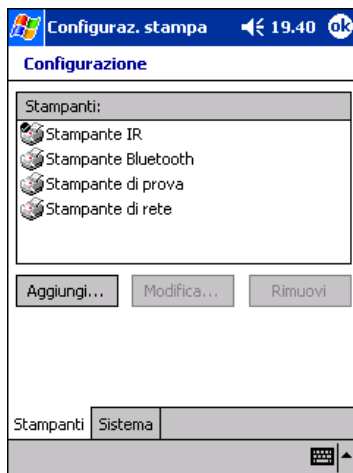 Configuraz. stampa 19.40 ok
Configurazione
Stampanti:
Stampante IR
Stampante Bluetooth
Stampante di prova
Stampante di rete
Aggiungi... Modifica... Rimuovi
Stampanti Sistema